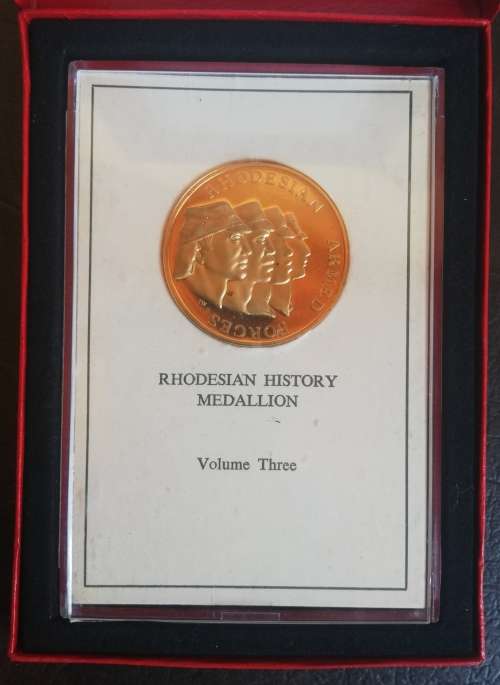 RHODESIAN ARMED FORCES
RHODESIAN HISTORY
MEDALLION
Volume Three